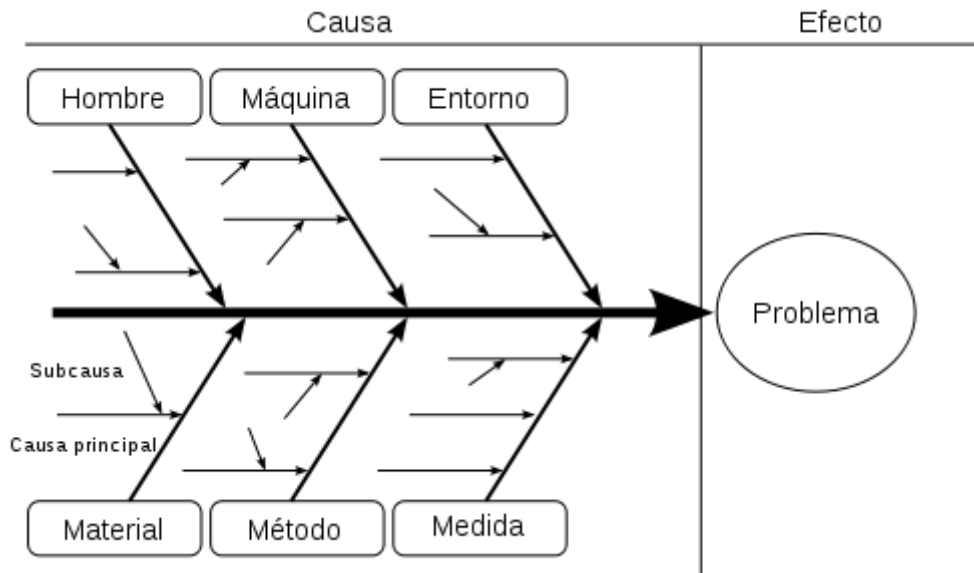 Causa
Efecto
Hombre
Máquina
Entorno
Problema
Subcausa
Causa principal
Material
Método
Medida